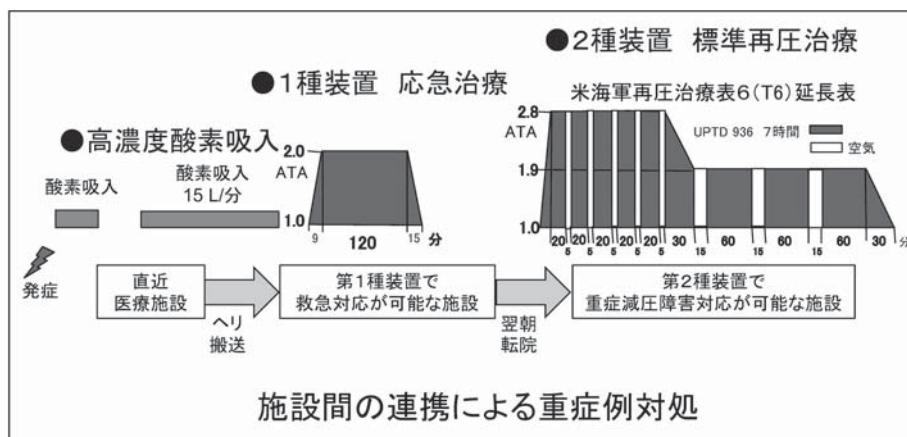 ●2種装置 標準再圧治療
●1種装置 応急治療
米海軍再圧治療表6(T6)延長表
●高濃度酸素吸入
酸素吸入
酸素吸入
15 L/分
2.0
ATA
1.0
9
120
15
分
2.8
ATA
1.9
1.0
UPTD 936 7時間
空気
20 20 20 20 20 30 60 60 60 30 分
5 5 5 5 5 15 15 15
発症
直近
医療施設
ヘリ
搬送
第1種装置で
救急対応が可能な施設
翌朝
転院
第2種装置で
重症減圧障害対応が可能な施設
施設間の連携による重症例対処